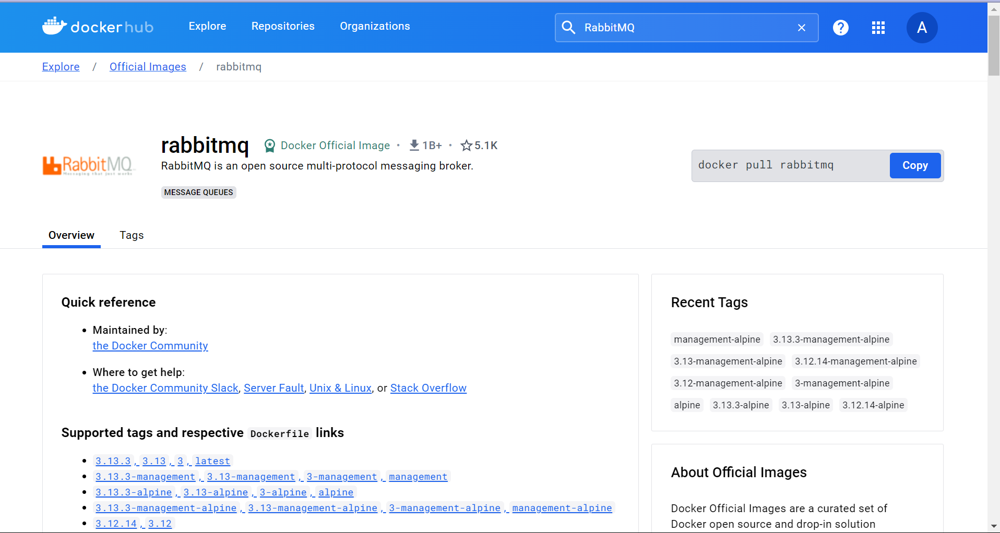 docker hub Explore Repositories Organizations RabbitMQ ? A
Explore / Official Images / rabbitmq
rabbitmq Docker Official Image • 1B+ • 5.1K
RabbitMQ
Messaging that just works
RabbitMQ is an open source multi-protocol messaging broker.
docker pull rabbitmq Copy
MESSAGE QUEUES
Overview Tags
Quick reference
• Maintained by:
the Docker Community
• Where to get help:
the Docker Community Slack, Server Fault, Unix & Linux, or Stack Overflow
Supported tags and respective Dockerfile links
• 3.13.3, 3.13, 3, latest
• 3.13.3-management, 3.13-management, 3-management, management
• 3.13.3-alpine, 3.13-alpine, 3-alpine, alpine
• 3.13.3-management-alpine, 3.13-management-alpine, 3-management-alpine, management-alpine
• 3.12.14, 3.12
Recent Tags
management-alpine 3.13.3-management-alpine
3.13-management-alpine 3.12.14-management-alpine
3.12-management-alpine 3-management-alpine
alpine 3.13.3-alpine 3.13-alpine 3.12.14-alpine
About Official Images
Docker Official Images are a curated set of
Docker open source and drop-in solution